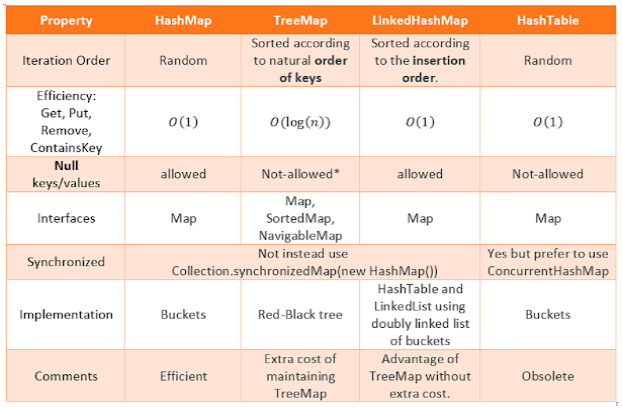 Property HashMap TreeMap LinkedHashMap HashTable
Iteration Order Random Sorted according to natural order of keys Sorted according to the insertion order. Random
Efficiency: Get, Put, Remove, ContainsKey O(1) O(log(n)) O(1) O(1)
Null keys/values allowed Not-allowed* allowed Not-allowed
Interfaces Map Map, SortedMap, NavigableMap Map Map
Synchronized Not instead use Collection.synchronizedMap(new HashMap()) Yes but prefer to use ConcurrentHashMap
Implementation Buckets Red-Black tree HashTable and LinkedList using doubly linked list of buckets Buckets
Comments Efficient Extra cost of maintaining TreeMap Advantage of TreeMap without extra cost. Obsolete